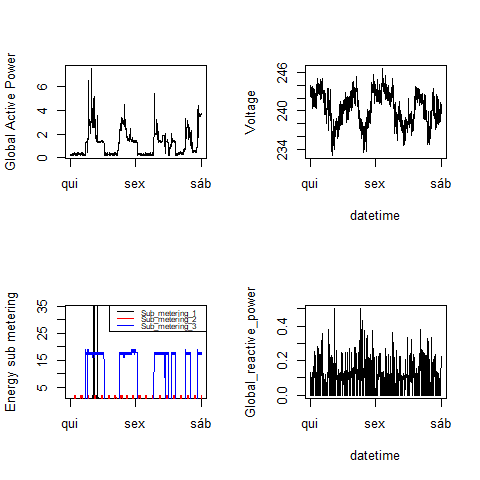 Global Active Power
0 2 4 6
qui sex sáb
Voltage
234 240 246
qui sex sáb
datetime
Energy sub metering
5 15 25 35
Sub_metering_1
Sub_metering_2
Sub_metering_3
qui sex sáb
Global_reactive_power
0.0 0.2 0.4
qui sex sáb
datetime